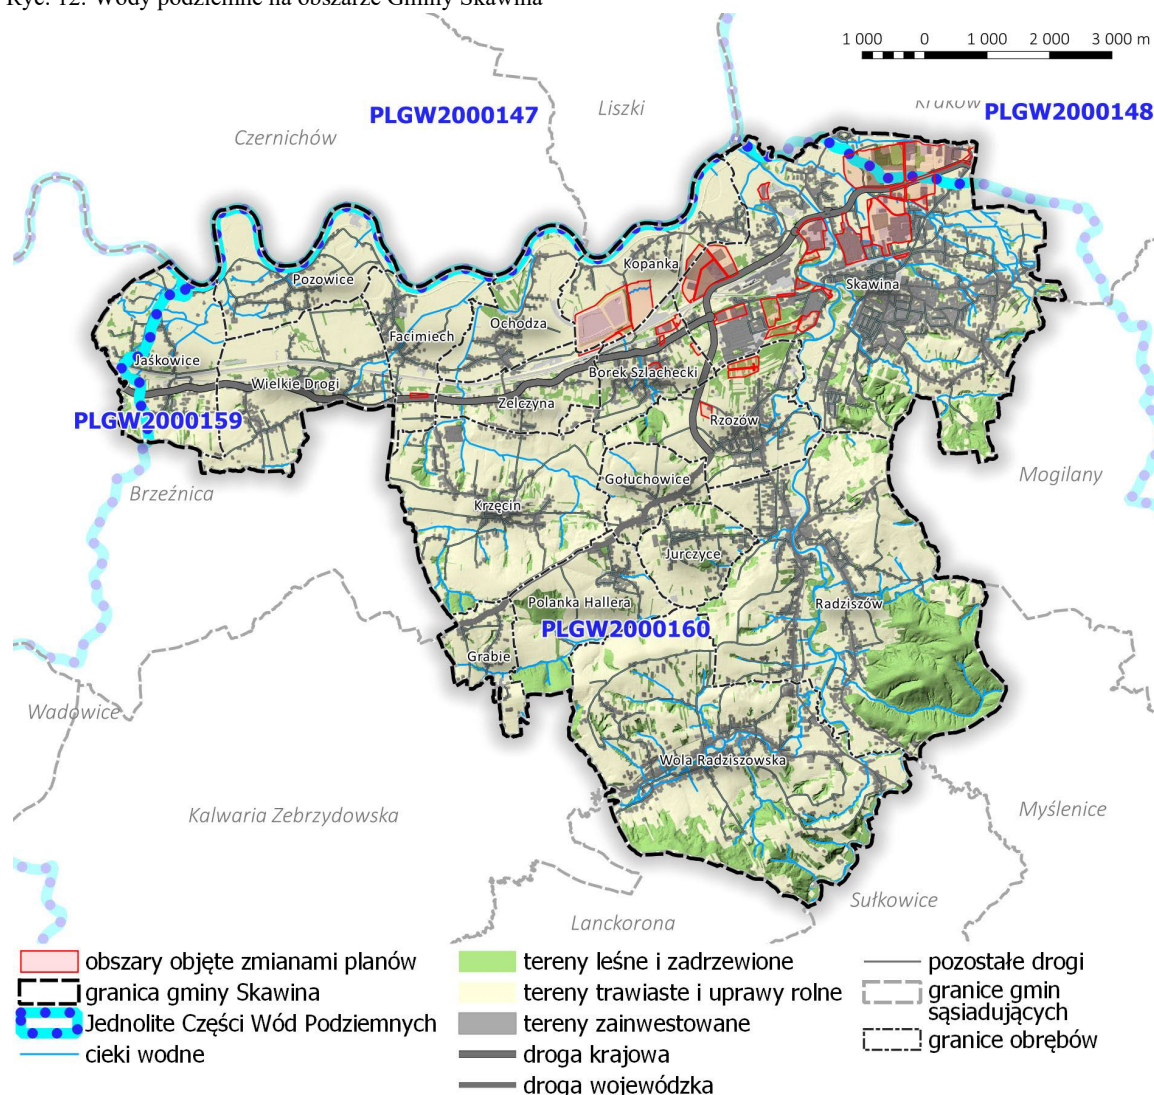 Ryc. 12. Wody podziemne na obszarze Gminy Skawina
1 000 0 1 000 2 000 3 000 m
PLGW2000147
Liszki
Kraków
PLGW2000148
Czernichów
Kopanka
Pozowice
Skawina
Ochodza
Facimiech
Jaśkowice
Borek Szlachecki
Wielkie Drogi
Zelczyna
PLGW2000159
Rzozów
Mogilany
Gołuchowice
Brzeźnica
Krzęcin
Jurczyce
Polanka Hallera
Radziszów
PLGW2000160
Grabie
Wadowice
Wola Radziszowska
Kalwaria Zebrzydowska
Myślenice
Sułkowice
Lanckorona
obszary objęte zmianami planów
granica gminy Skawina
Jednolite Części Wód Podziemnych
cieki wodne
tereny leśne i zadrzewione
tereny trawiaste i uprawy rolne
tereny zainwestowane
droga krajowa
droga wojewódzka
pozostałe drogi
granice gmin
sąsiadujących
granice obrębów